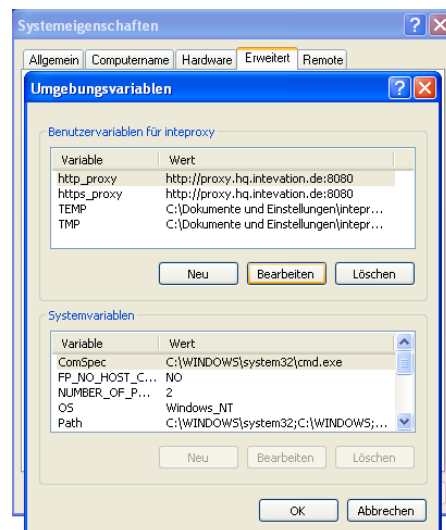 Systemeigenschaften
Allgemein Computername Hardware Erweitert Remote
Umgebungsvariablen
Benutzervariablen für inteproxy
Variable Wert
http_proxy http://proxy.hq.intevation.de:8080
https_proxy http://proxy.hq.intevation.de:8080
TEMP C:\Dokumente und Einstellungen\intepr...
TMP C:\Dokumente und Einstellungen\intepr...
Neu Bearbeiten Löschen
Systemvariablen
Variable Wert
ComSpec C:\WINDOWS\system32\cmd.exe
FP_NO_HOST_C... NO
NUMBER_OF_P... 2
OS Windows_NT
Path C:\WINDOWS\system32;C:\WINDOWS;...
Neu Bearbeiten Löschen
OK Abbrechen